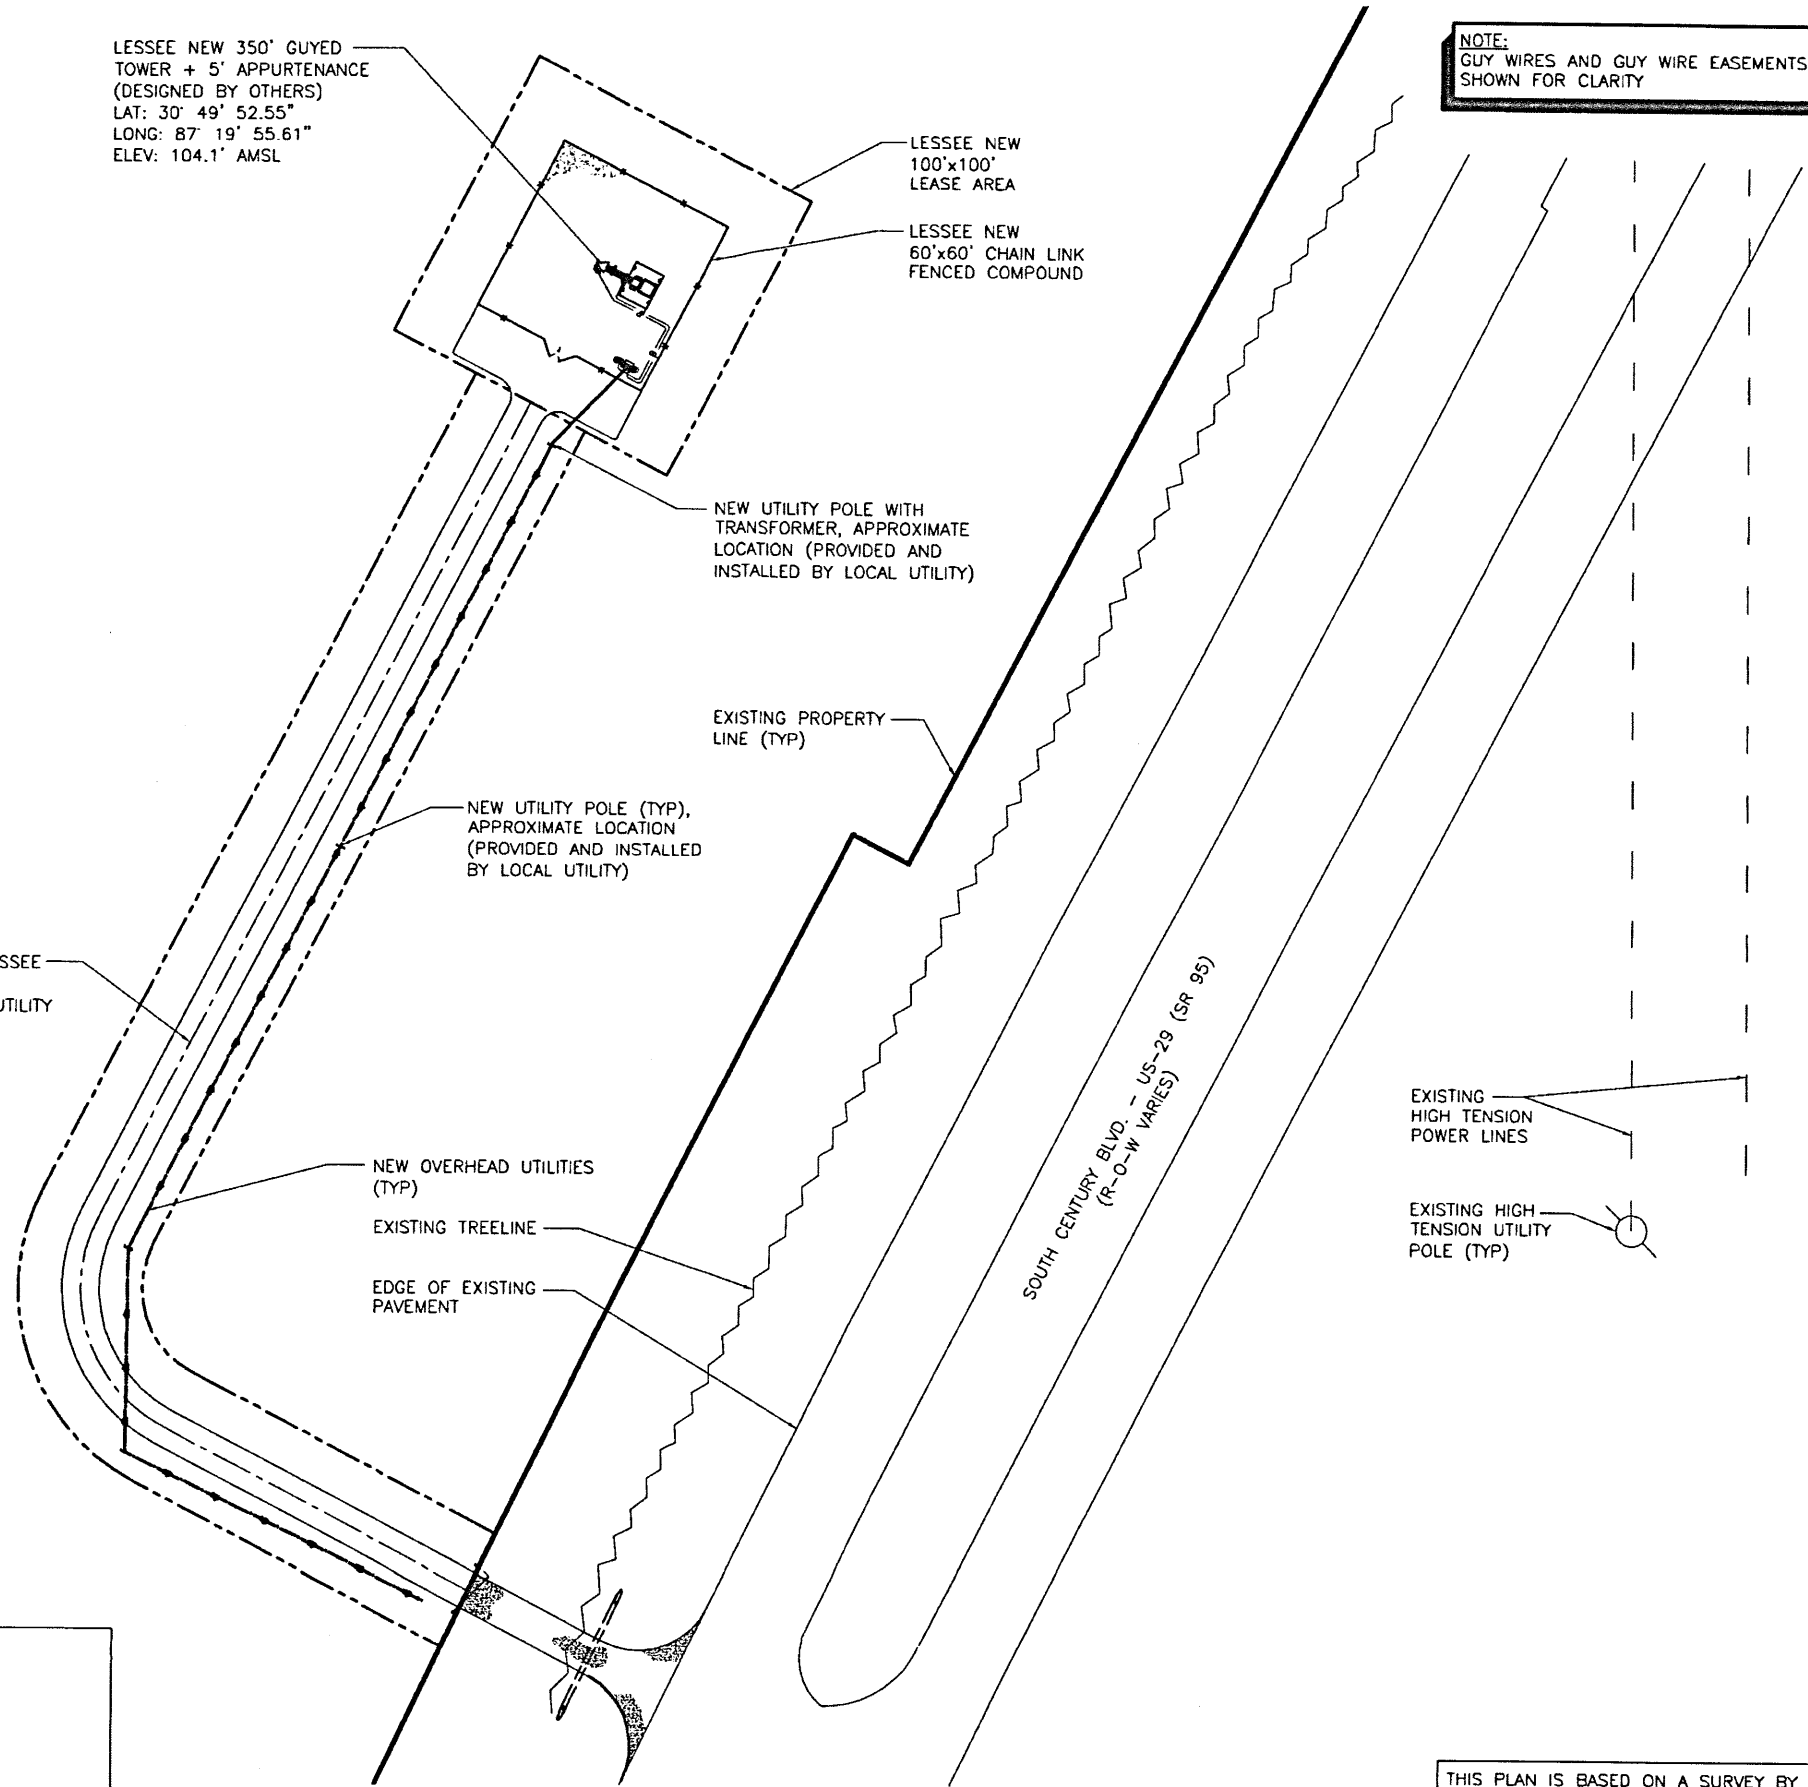 LESSEE NEW 350' GUYED
TOWER + 5' APPURTENANCE
(DESIGNED BY OTHERS)
LAT: 30° 49' 52.55"
LONG: 87° 19' 55.61"
ELEV: 104.1' AMSL
NOTE:
GUY WIRES AND GUY WIRE EASEMENTS
SHOWN FOR CLARITY
LESSEE NEW
100'x100'
LEASE AREA
LESSEE NEW
60'x60' CHAIN LINK
FENCED COMPOUND
NEW UTILITY POLE WITH
TRANSFORMER, APPROXIMATE
LOCATION (PROVIDED AND
INSTALLED BY LOCAL UTILITY)
EXISTING PROPERTY
LINE (TYP)
NEW UTILITY POLE (TYP),
APPROXIMATE LOCATION
(PROVIDED AND INSTALLED
BY LOCAL UTILITY)
SSEE
UTILITY
SOUTH CENTURY BLVD. - US-29 (SR 95)
(R-O-W VARIES)
EXISTING
HIGH TENSION
POWER LINES
NEW OVERHEAD UTILITIES
(TYP)
EXISTING TREELINE
EXISTING HIGH
TENSION UTILITY
POLE (TYP)
EDGE OF EXISTING
PAVEMENT
THIS PLAN IS BASED ON A SURVEY BY